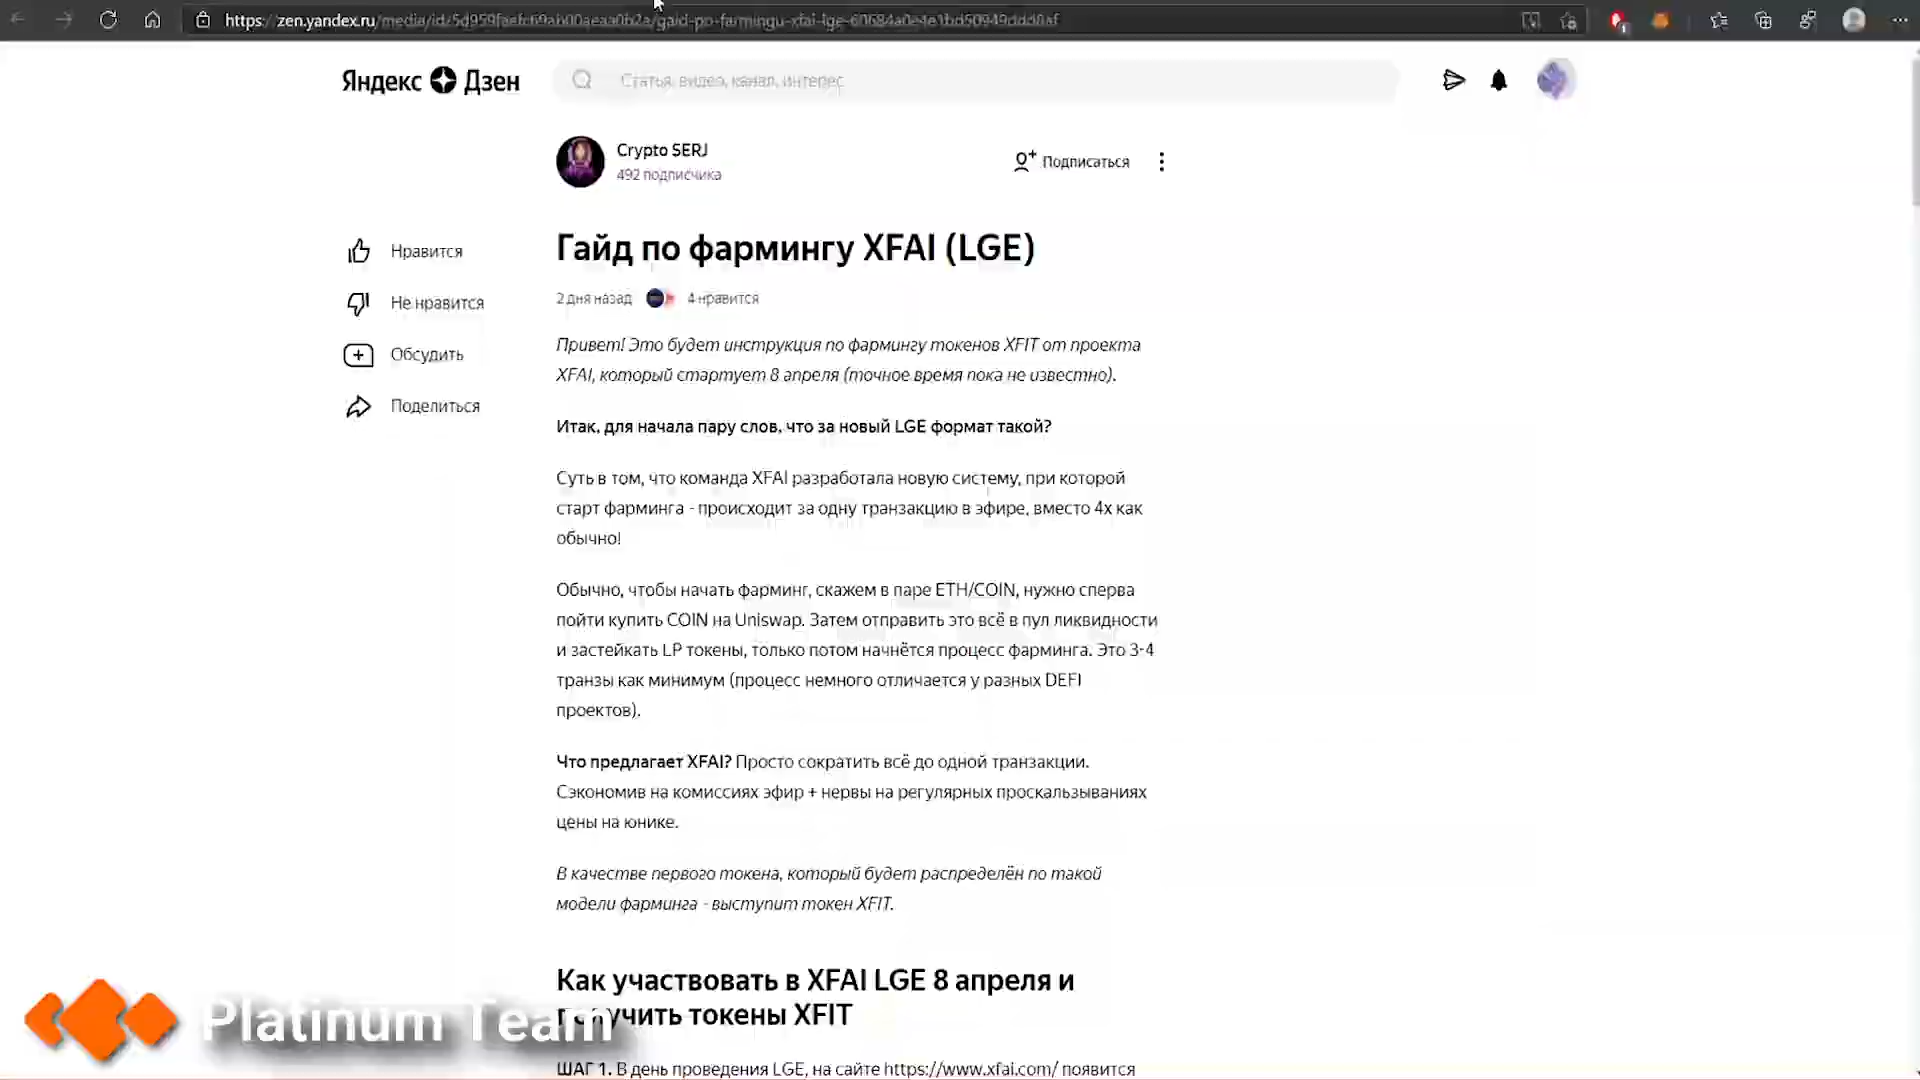 https://zen.yandex.ru/media/id/
Яндекс Дзен
Статья, видео, канал, интерес
Crypto SERJ
492 подписчика
Подписаться
Гайд по фармингу XFAI (LGE)
Нравится
2 дня назад 4 нравится
Не нравится
Привет! Это будет инструкция по фармингу токенов XFIT от проекта
Обсудить
XFAI, который стартует 8 апреля (точное время пока не известно).
Поделиться
Итак, для начала пару слов, что за новый LGE формат такой?
Суть в том, что команда XFAI разработала новую систему, при которой
старт фарминга - происходит за одну транзакцию в эфире, вместо 4х как
обычно!
Обычно, чтобы начать фарминг, скажем в паре ETH/COIN, нужно сперва
пойти купить COIN на Uniswap. Затем отправить это всё в пул ликвидности
и застейкать LP токены, только потом начнётся процесс фарминга. Это 3-4
транзы как минимум (процесс немного отличается у разных DEFI
проектов).
Что предлагает XFAI? Просто сократить всё до одной транзакции.
Сэкономив на комиссиях эфир + нервы на регулярных проскальзываниях
цены на юнике.
В качестве первого токена, который будет распределён по такой
модели фарминга - выступит токен XFIT.
Как участвовать в XFAI LGE 8 апреля и
получить токены XFIT
Platinum Team
ШАГ 1. В день проведения LGE, на сайте https://www.xfai.com/ появится